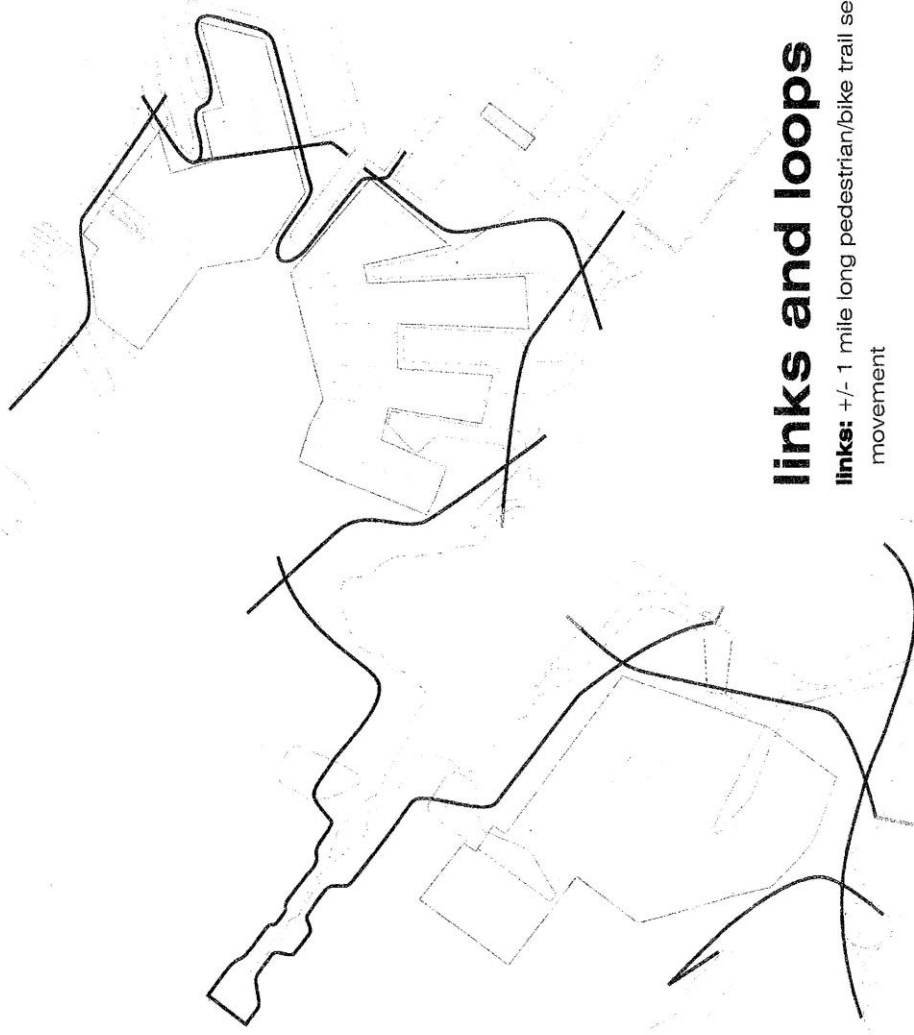 links and loops
links: +/- 1 mile long pedestrian/bike trail se
movement